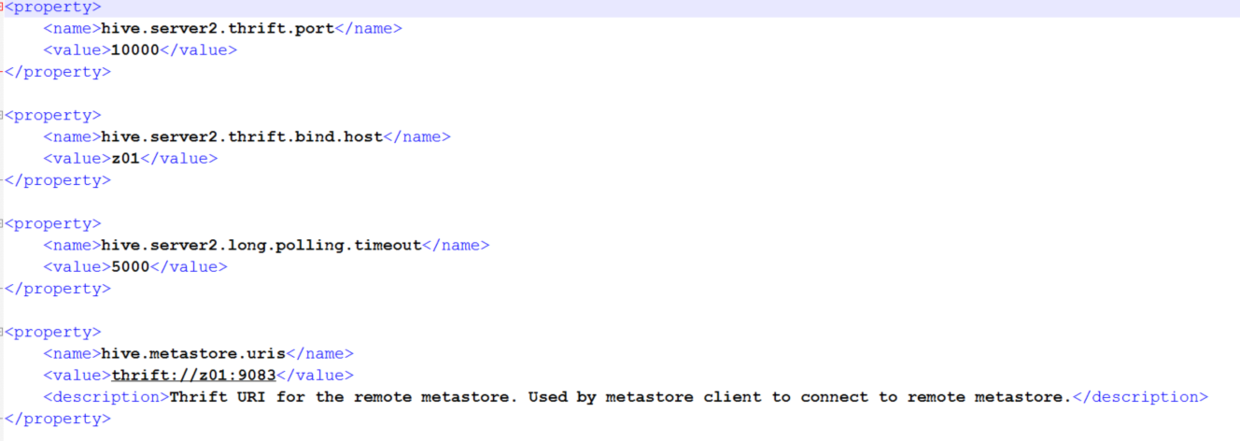 <property>
<name>hive.server2.thrift.port</name>
<value>10000</value>
</property>
<property>
<name>hive.server2.thrift.bind.host</name>
<value>z01</value>
</property>
<property>
<name>hive.server2.long.polling.timeout</name>
<value>5000</value>
</property>
<property>
<name>hive.metastore.uris</name>
<value>thrift://z01:9083</value>
<description>Thrift URI for the remote metastore. Used by metastore client to connect to remote metastore.</description>
</property>